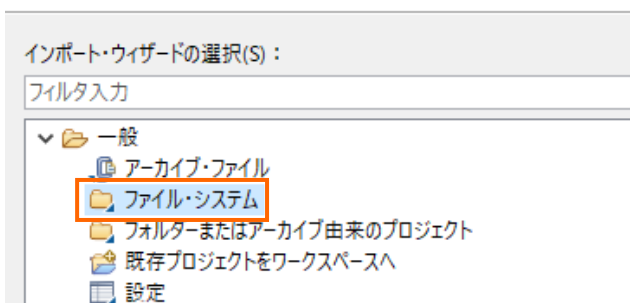 インポート・ウィザードの選択(S)：
フィルタ入力
一般
アーカイブ・ファイル
ファイル・システム
フォルダーまたはアーカイブ由来のプロジェクト
既存プロジェクトをワークスペースへ
設定